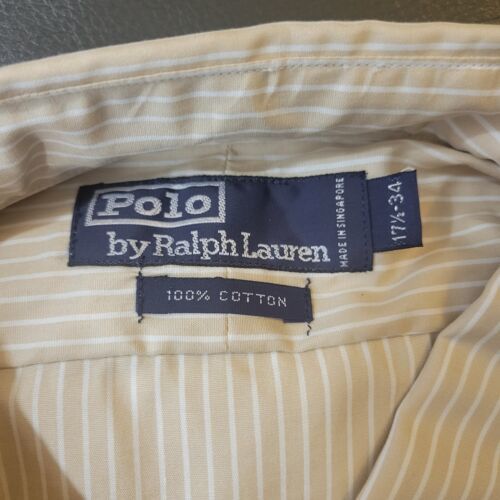 Polo
by Ralph Lauren
MADE IN SINGAPORE
17½-34
100% COTTON